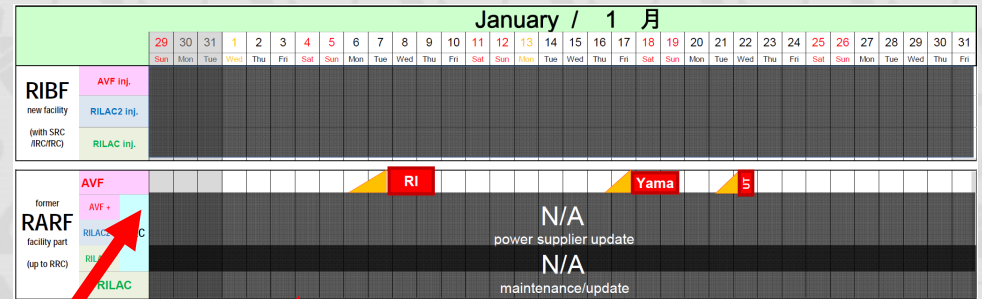 January / 1 月
29 30 31 1 2 3 4 5 6 7 8 9 10 11 12 13 14 15 16 17 18 19 20 21 22 23 24 25 26 27 28 29 30 31
Sun Mon Tue Wed Thu Fri Sat Sun Mon Tue Wed Thu Fri Sat Sun Mon Tue Wed Thu Fri Sat Sun Mon Tue Wed Thu Fri Sat Sun Mon Tue Wed Thu Fri
RIBF
new facility
(with SRC
/IRC/fRC)
AVF inj.
RILAC2 inj.
RILAC inj.
AVF
RI
Yama
UT
former
RARF
facility part
(up to RRC)
AVF +
RILAC2
C
RILAC
N/A
power supplier update
N/A
maintenance/update